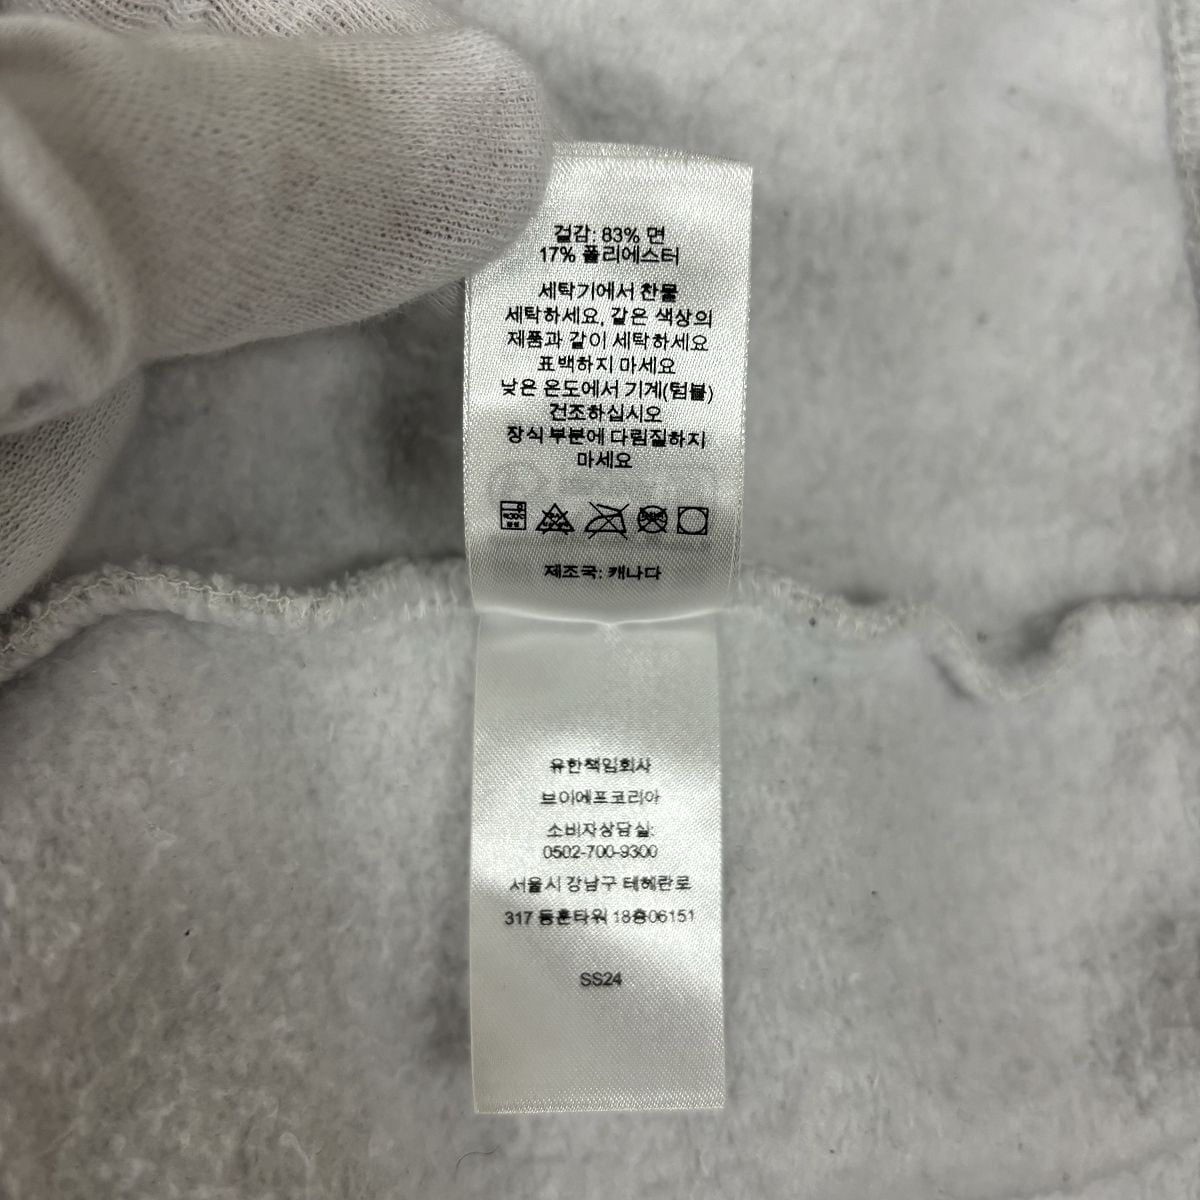 겉감: 83% 면
17% 폴리에스터
세탁기에서 찬물
세탁하세요, 같은 색상의
제품과 같이 세탁하세요
표백하지 마세요
낮은 온도에서 기계(텀블)
건조하십시오
장식 부분에 다림질하지
마세요
제조국: 캐나다
유한책임회사
브이에프코리아
소비자상담실:
0502-700-9300
서울시 강남구 테헤란로
317 동훈타워 18층06151
SS24